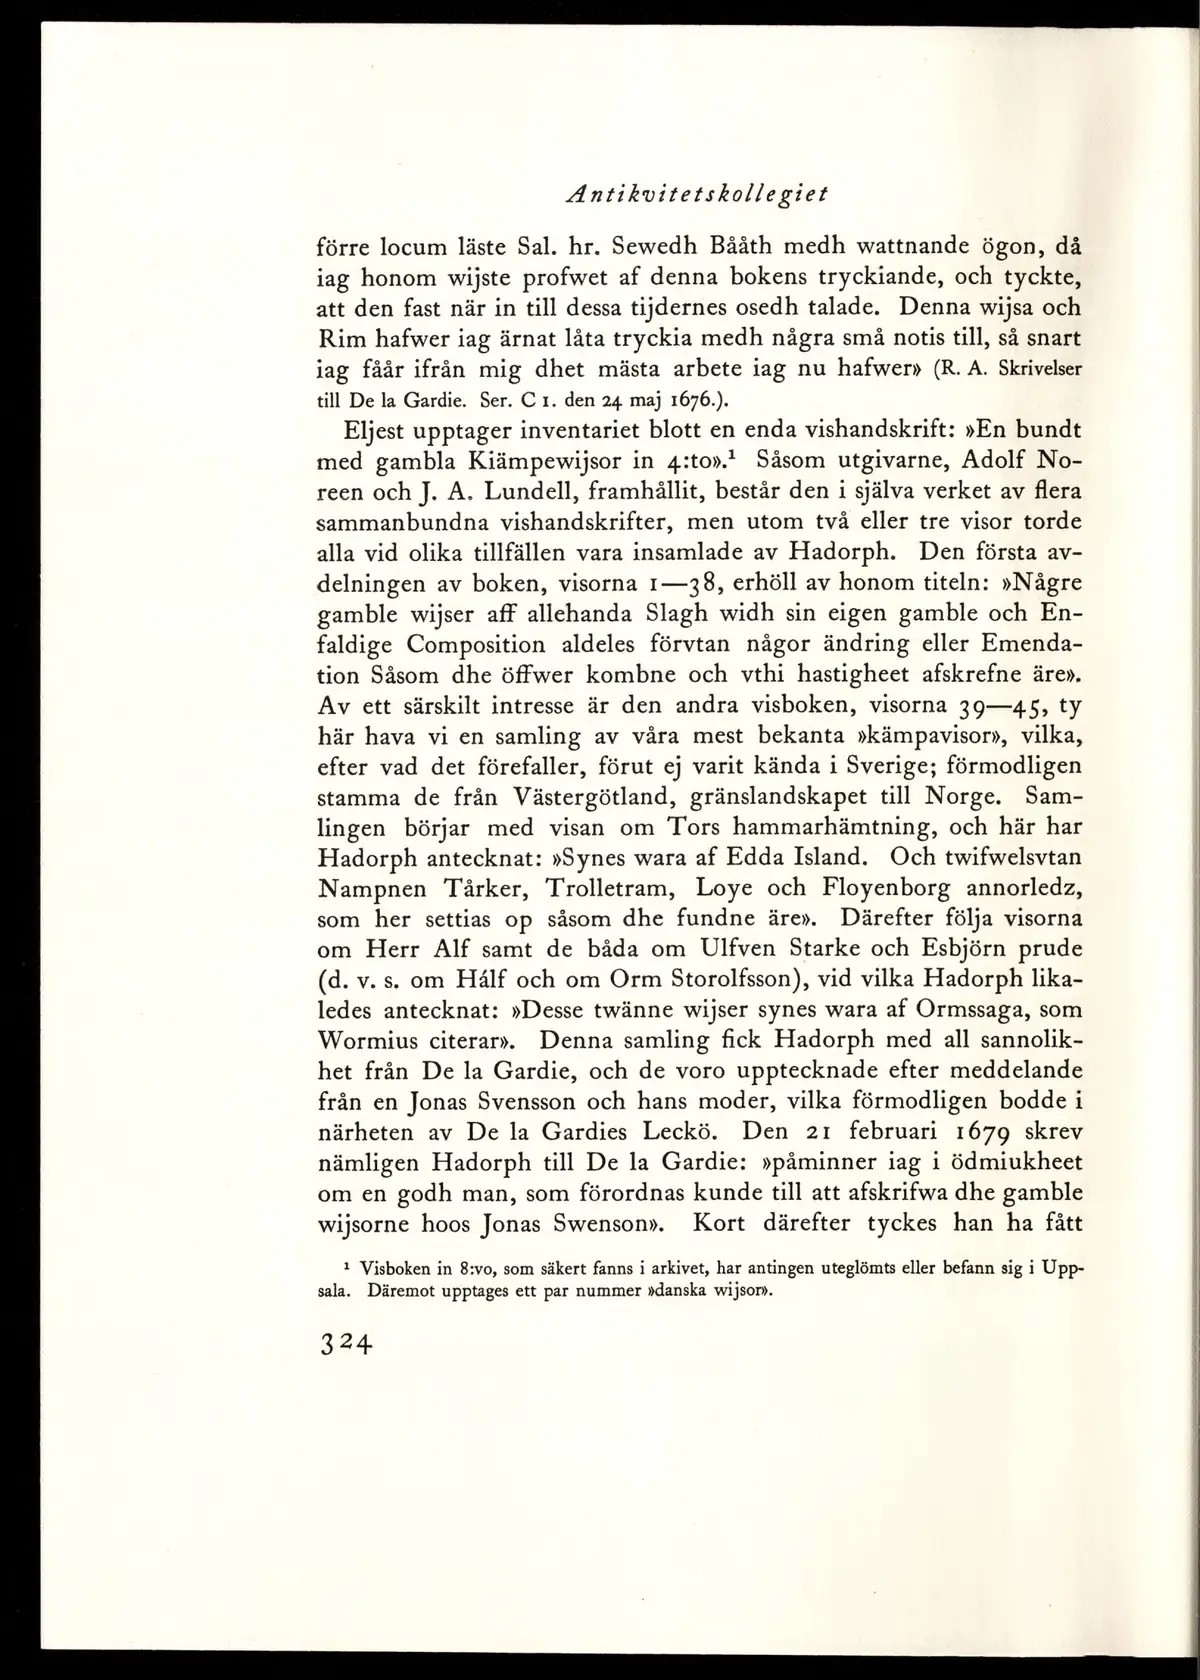 Antikvitetskollegiet
förre locum läste Sal. hr. Sewedh Bååth medh wattnande ögon, då
iag honom wijste profwet af denna bokens tryckiande, och tyckte,
att den fast när in till dessa tijdernes osedh talade. Denna wijsa och
Rim hafwer iag ärnat låta tryckia medh några små notis till, så snart
iag fåår ifrån mig dhet mästa arbete iag nu hafwer» (R. A. Skrivelser
till De la Gardie. Ser. C 1. den 24 maj 1676.).
Eljest upptager inventariet blott en enda vishandskrift: »En bundt
med gambla Kiämpewijsor in 4:to».¹ Såsom utgivarne, Adolf No-
reen och J. A. Lundell, framhållit, består den i själva verket av flera
sammanbundna vishandskrifter, men utom två eller tre visor torde
alla vid olika tillfällen vara insamlade av Hadorph. Den första av-
delningen av boken, visorna 1—38, erhöll av honom titeln: »Någre
gamble wijser aff allehanda Slagh widh sin eigen gamble och En-
faldige Composition aldeles förvtan någor ändring eller Emenda-
tion Såsom dhe öffwer kombne och vthi hastigheet afskrefne äre».
Av ett särskilt intresse är den andra visboken, visorna 39—45, ty
här hava vi en samling av våra mest bekanta »kämpavisor», vilka,
efter vad det förefaller, förut ej varit kända i Sverige; förmodligen
stamma de från Västergötland, gränslandskapet till Norge. Sam-
lingen börjar med visan om Tors hammarhämtning, och här har
Hadorph antecknat: »Synes wara af Edda Island. Och twifwelsvtan
Nampnen Tårker, Trolletram, Loye och Floyenborg annorledz,
som her settias op såsom dhe fundne äre». Därefter följa visorna
om Herr Alf samt de båda om Ulfven Starke och Esbjörn prude
(d. v. s. om Hálf och om Orm Storolfsson), vid vilka Hadorph lika-
ledes antecknat: »Desse twänne wijser synes wara af Ormssaga, som
Wormius citerar». Denna samling fick Hadorph med all sannolik-
het från De la Gardie, och de voro upptecknade efter meddelande
från en Jonas Svensson och hans moder, vilka förmodligen bodde i
närheten av De la Gardies Leckö. Den 21 februari 1679 skrev
nämligen Hadorph till De la Gardie: »påminner iag i ödmiukheet
om en godh man, som förordnas kunde till att afskrifwa dhe gamble
wijsorne hoos Jonas Swenson». Kort därefter tyckes han ha fått
¹ Visboken in 8:vo, som säkert fanns i arkivet, har antingen uteglömts eller befann sig i Upp-
sala. Däremot upptages ett par nummer »danska wijsor».
324